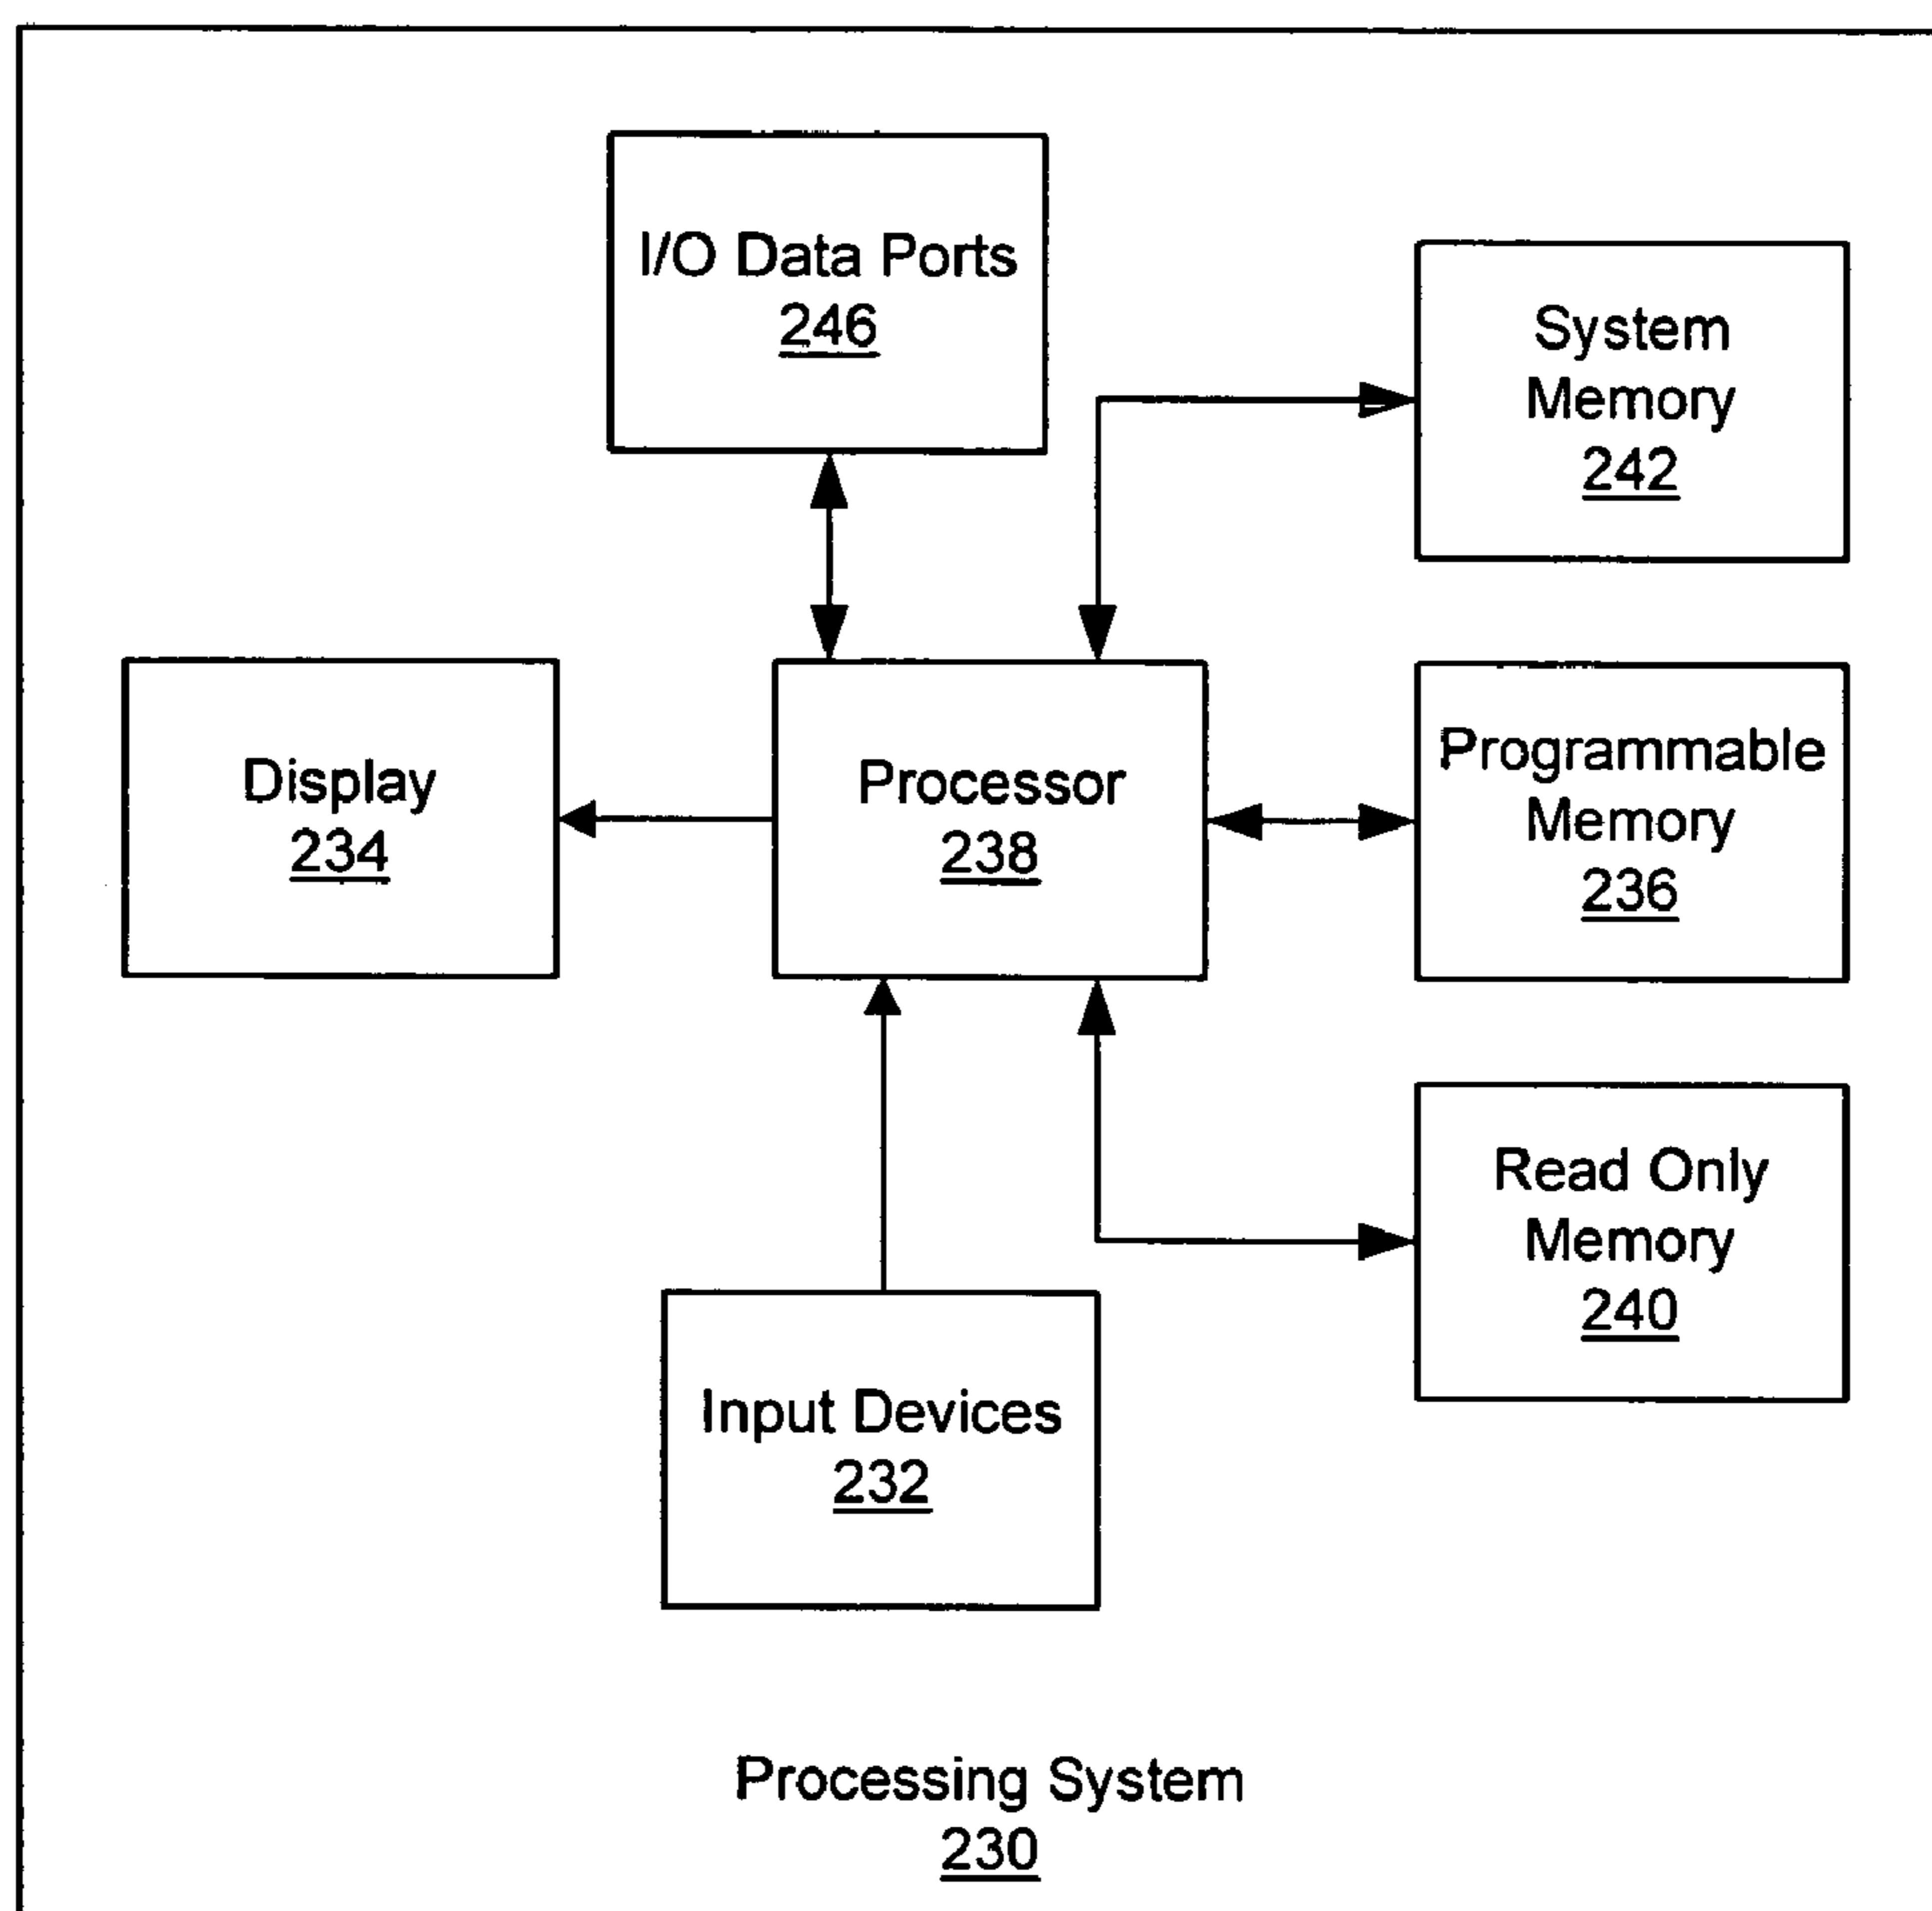 I/O Data Ports
246
System
Memory
242
Display
234
Processor
238
Programmable
Memory
236
Read Only
Memory
240
Input Devices
232
Processing System
230